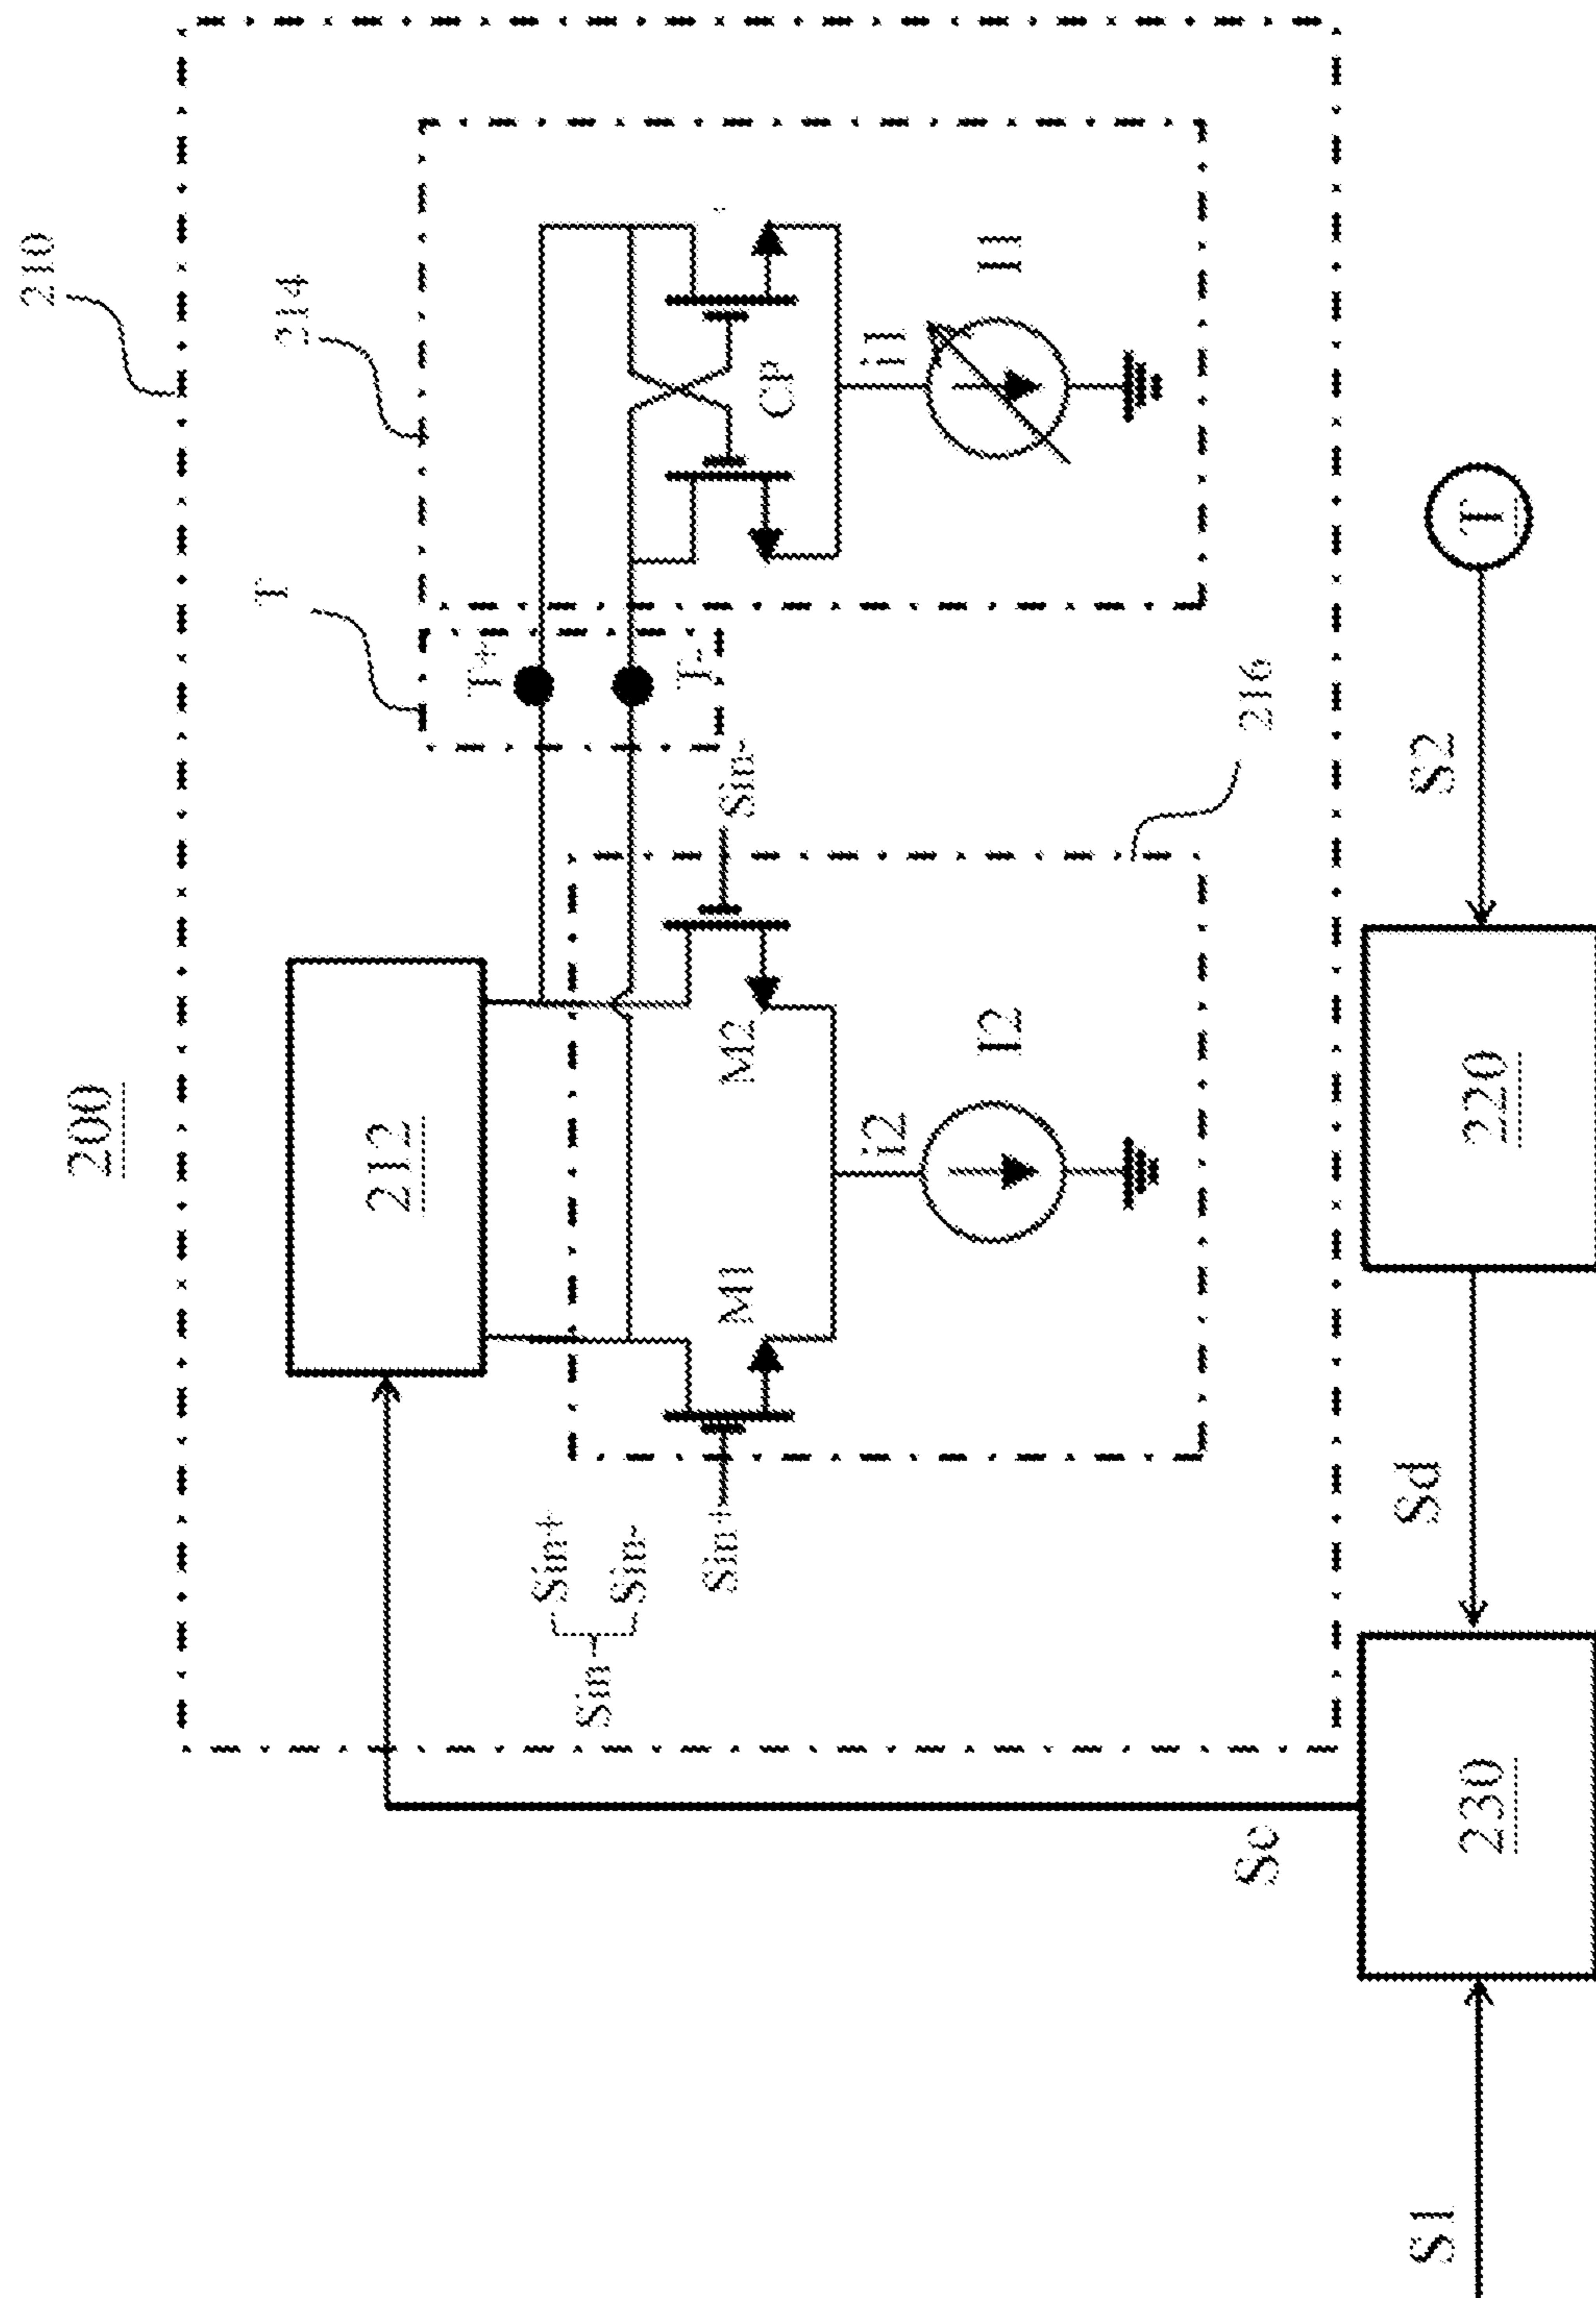 200
210
T
214
212
T+
Sin+
Sin
Sin-
T-
Sin+
M1
M2
Sin-
CP
i2
i1
I2
I1
Sc
216
S1
230
Sd
220
S2
T